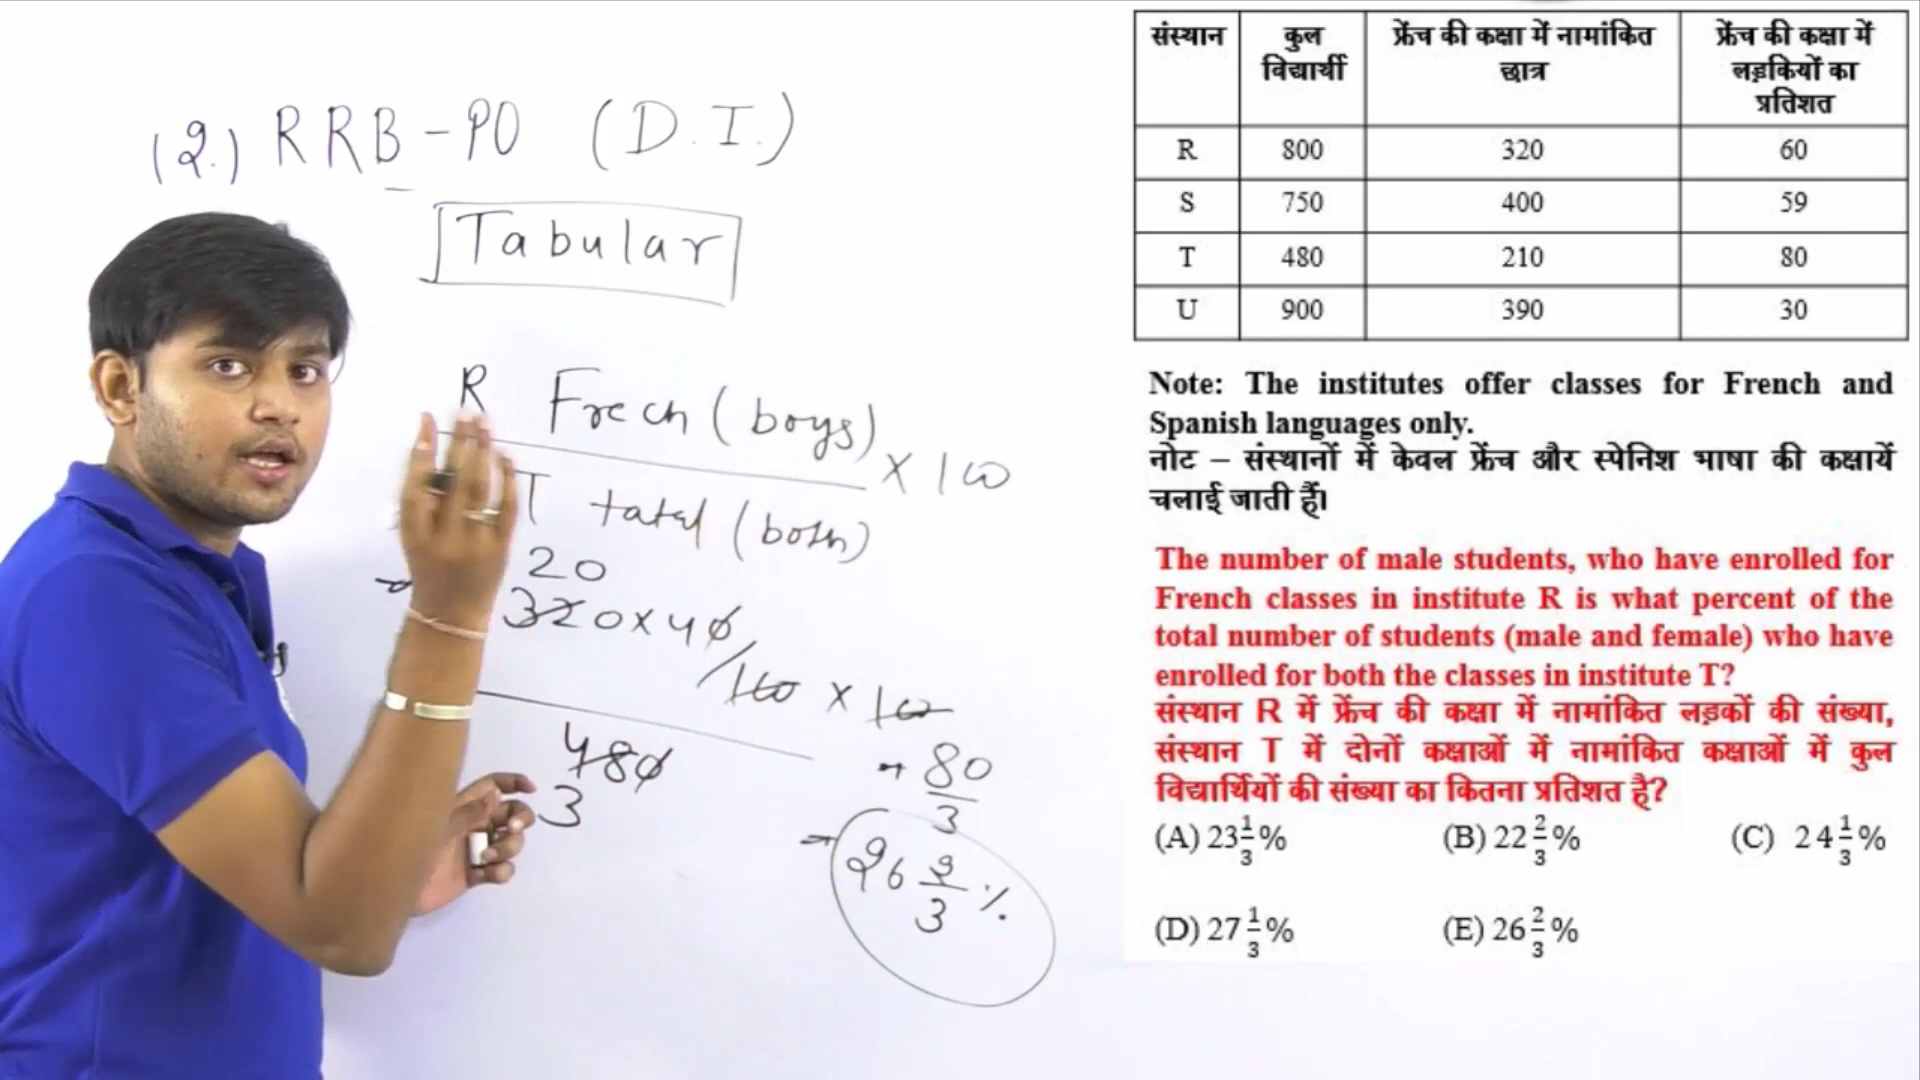 (2.) RRB-PO (D.I.)
Tabular
R Frech (boys) × 100
T total (both)
20
320×40/100 × 100
480
3
80
3
26 2/3 %
संस्थान | कुल विद्यार्थी | फ्रेंच की कक्षा में नामांकित छात्र | फ्रेंच की कक्षा में लड़कियों का प्रतिशत
R 800 320 60
S 750 400 59
T 480 210 80
U 900 390 30
Note: The institutes offer classes for French and
Spanish languages only.
नोट – संस्थानों में केवल फ्रेंच और स्पेनिश भाषा की कक्षायें
चलाई जाती हैं।
The number of male students, who have enrolled for
French classes in institute R is what percent of the
total number of students (male and female) who have
enrolled for both the classes in institute T?
संस्थान R में फ्रेंच की कक्षा में नामांकित लड़कों की संख्या,
संस्थान T में दोनों कक्षाओं में नामांकित कक्षाओं में कुल
विद्यार्थियों की संख्या का कितना प्रतिशत है?
(A) 23 1/3 % (B) 22 2/3 % (C) 24 1/3 %
(D) 27 1/3 % (E) 26 2/3 %